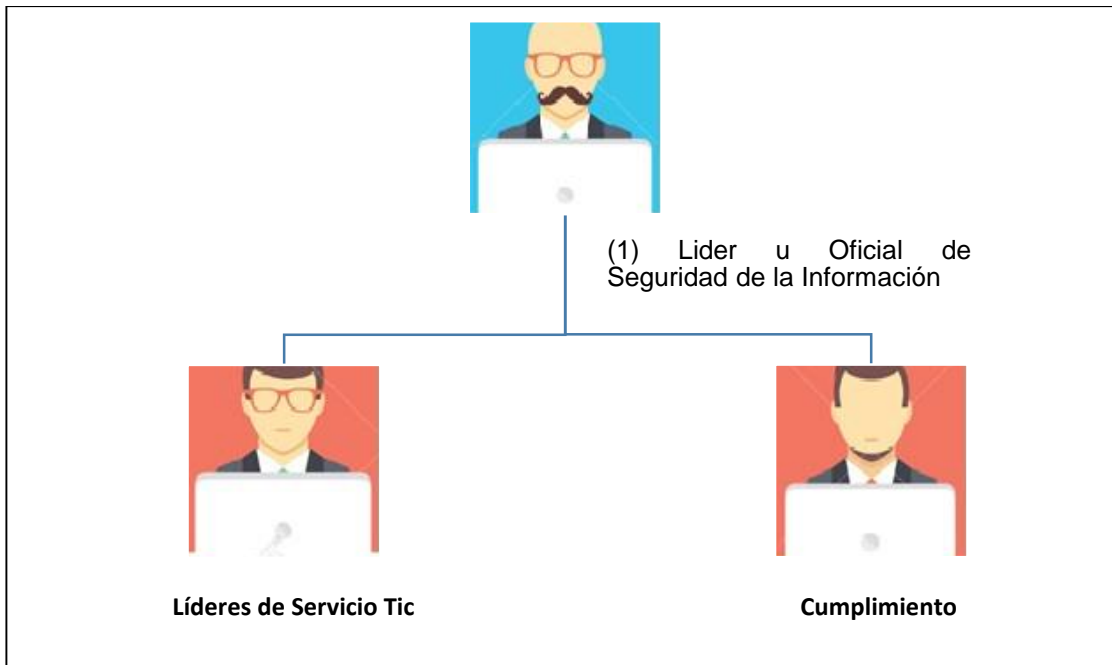 (1) Lider u Oficial de
Seguridad de la Información
Líderes de Servicio Tic
Cumplimiento